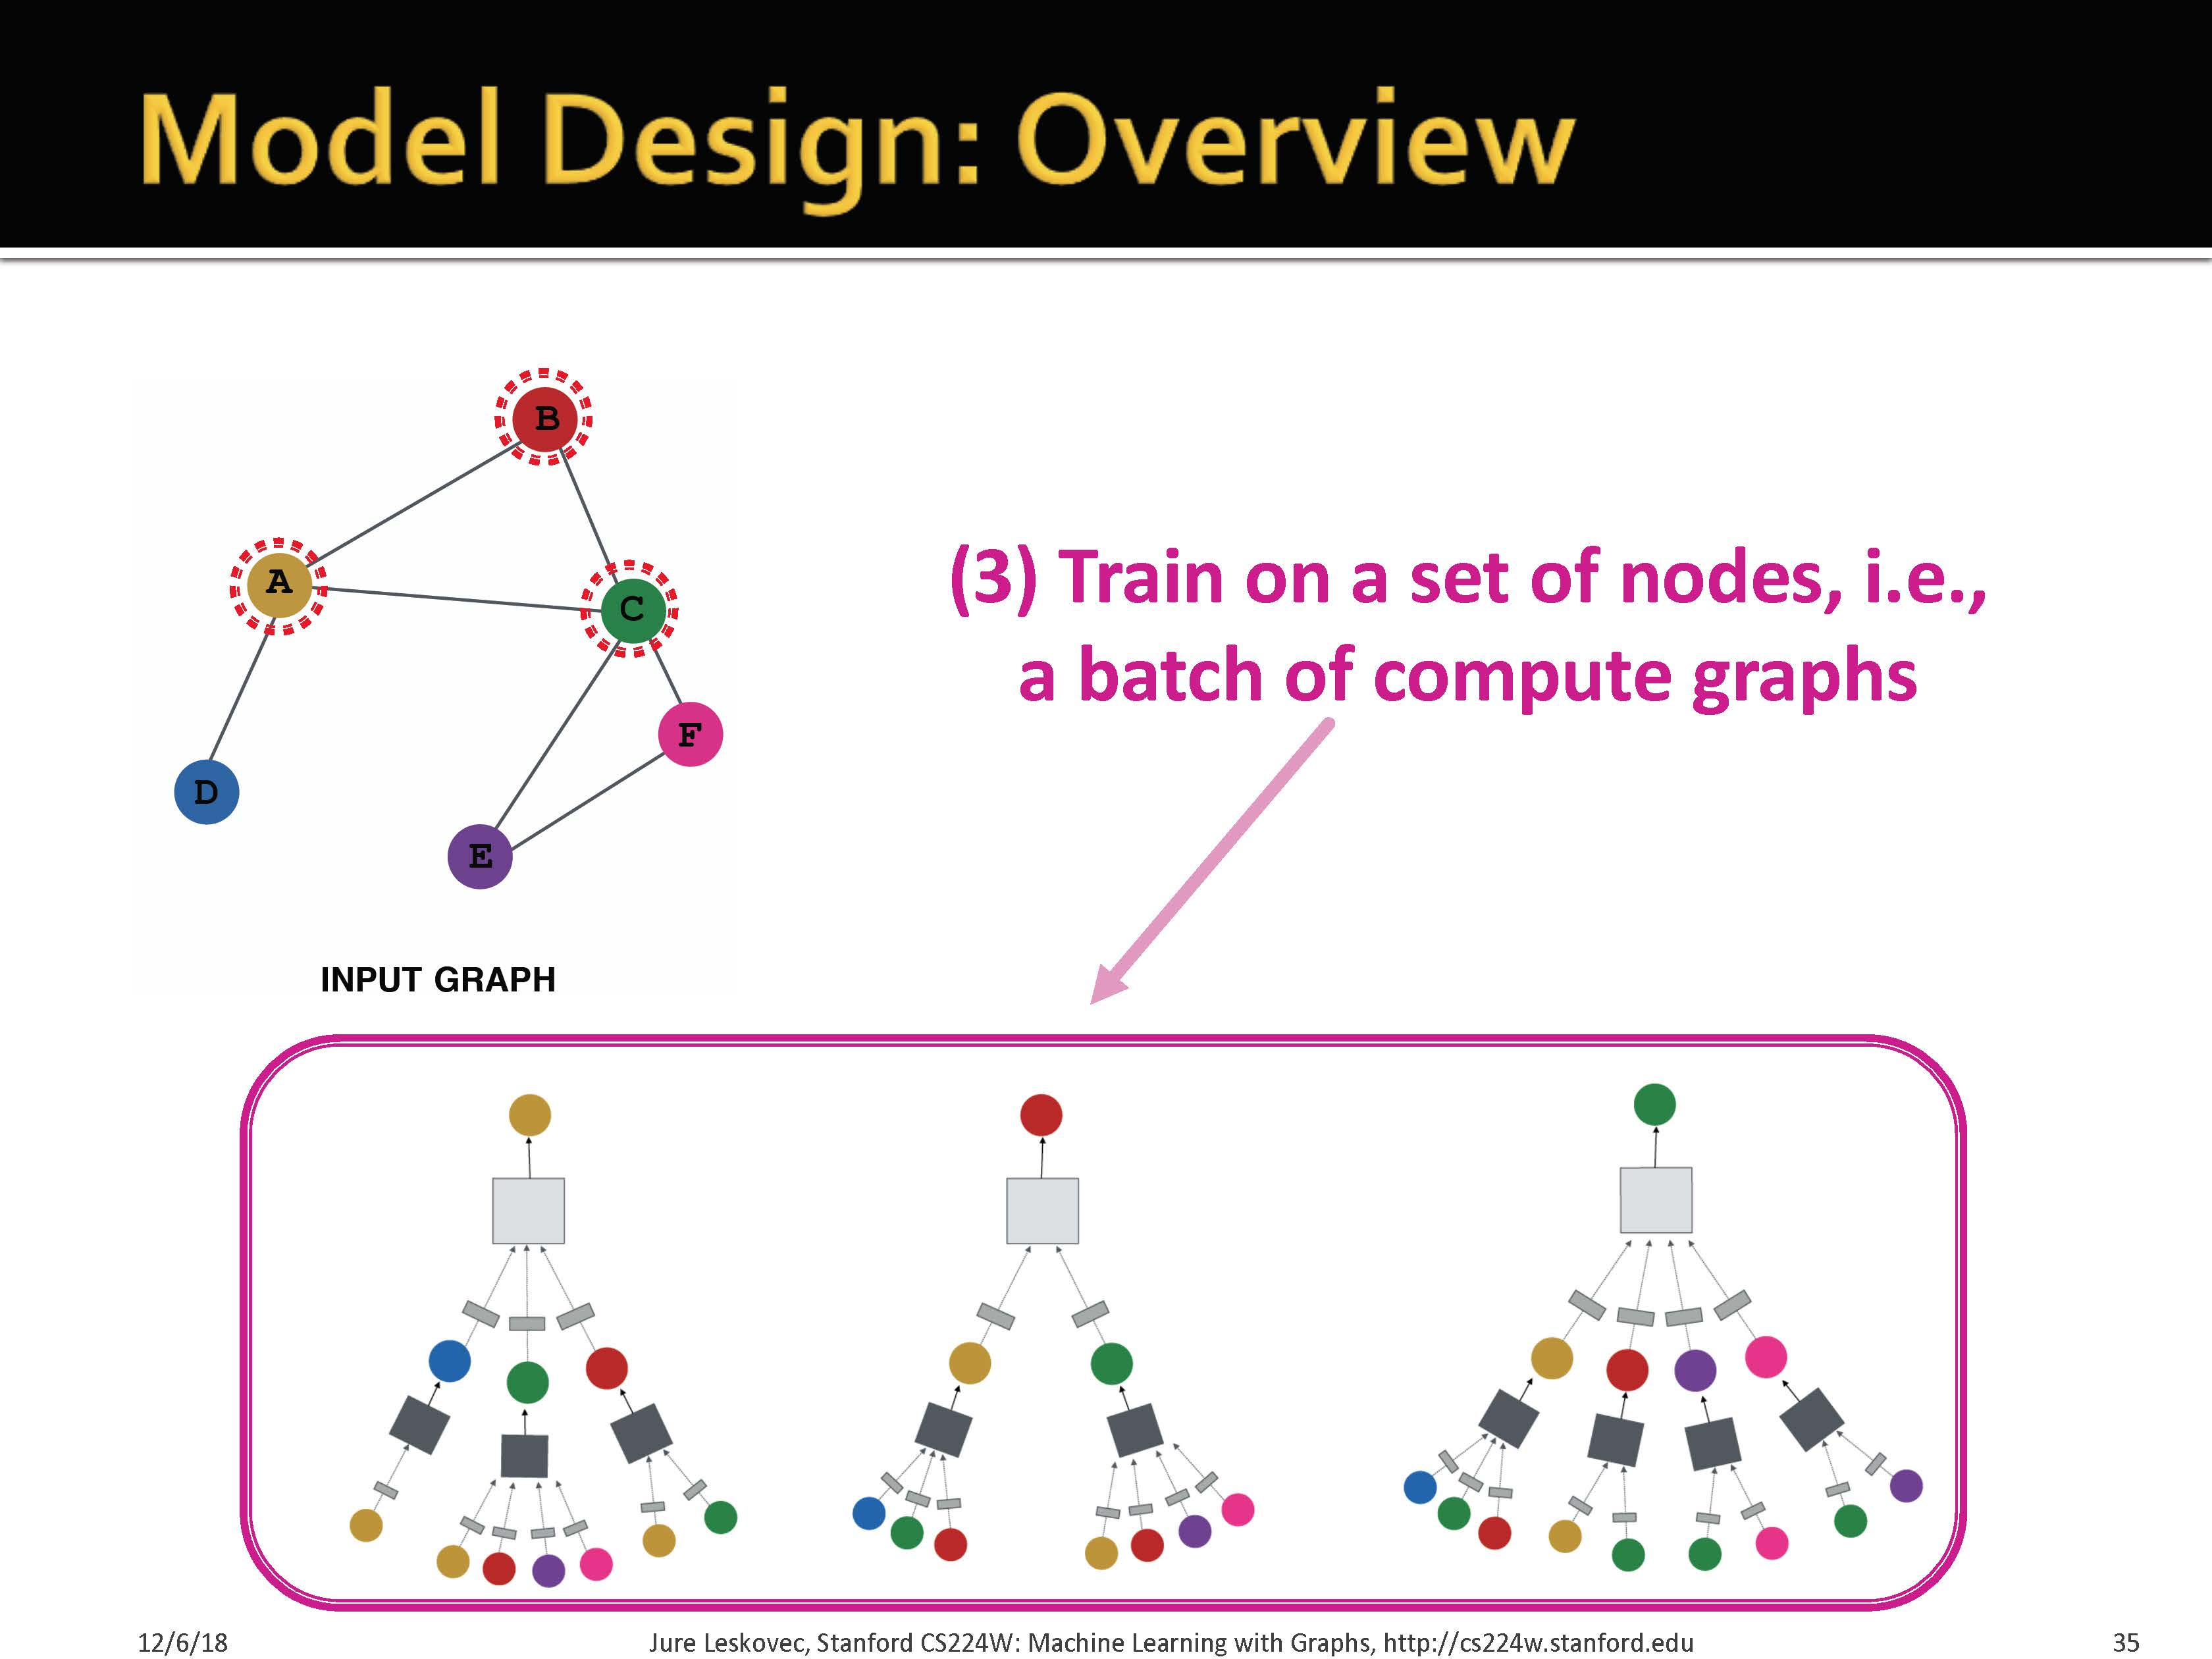 Model Design: Overview
B
A
C
F
D
E
INPUT GRAPH
(3) Train on a set of nodes, i.e.,
a batch of compute graphs
12/6/18
Jure Leskovec, Stanford CS224W: Machine Learning with Graphs, http://cs224w.stanford.edu
35